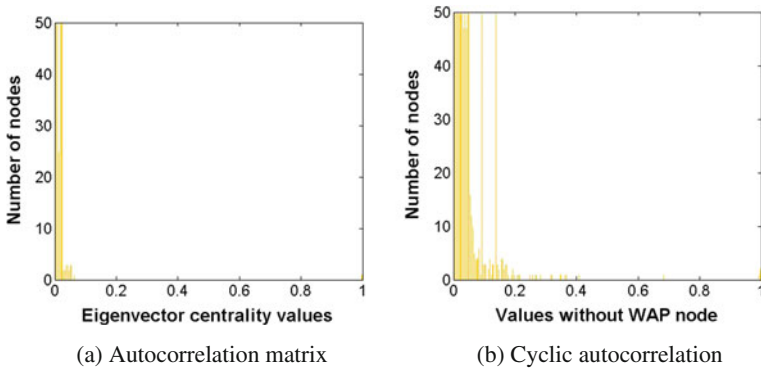 50
40
30
20
10
0
Number of nodes
0 0.2 0.4 0.6 0.8 1
Eigenvector centrality values
(a) Autocorrelation matrix
50
40
30
20
10
0
Number of nodes
0 0.2 0.4 0.6 0.8 1
Values without WAP node
(b) Cyclic autocorrelation